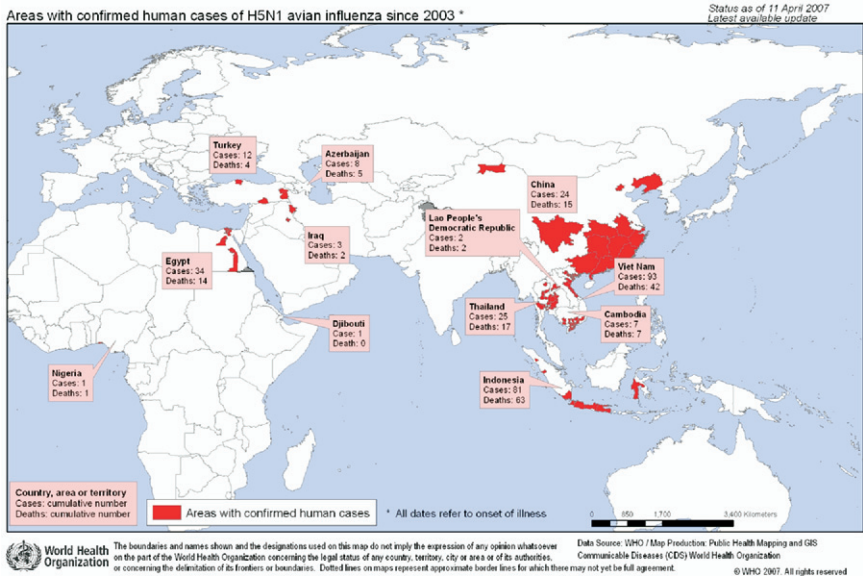 Areas with confirmed human cases of H5N1 avian influenza since 2003 *
Status as of 11 April 2007
Latest available update
Turkey
Cases: 12
Deaths: 4
Azerbaijan
Cases: 8
Deaths: 5
China
Cases: 24
Deaths: 15
Lao People's
Democratic Republic
Cases: 2
Deaths: 2
Iraq
Cases: 3
Deaths: 2
Egypt
Cases: 34
Deaths: 14
Viet Nam
Cases: 93
Deaths: 42
Thailand
Cases: 25
Deaths: 17
Cambodia
Cases: 7
Deaths: 7
Djibouti
Case: 1
Death: 0
Nigeria
Cases: 1
Deaths: 1
Indonesia
Cases: 81
Deaths: 63
Country, area or territory
Cases: cumulative number
Deaths: cumulative number
Areas with confirmed human cases
* All dates refer to onset of illness
0 850 1,700 3,400 Kilometers
World Health
Organization
The boundaries and names shown and the designations used on this map do not imply the expression of any opinion whatsoever
on the part of the World Health Organization concerning the legal status of any country, territory, city or area or of its authorities,
or concerning the delimitation of its frontiers or boundaries. Dotted lines on maps represent approximate border lines for which there may not yet be full agreement.
Data Source: WHO / Map Production: Public Health Mapping and GIS
Communicable Diseases (CDS) World Health Organization
© WHO 2007. All rights reserved